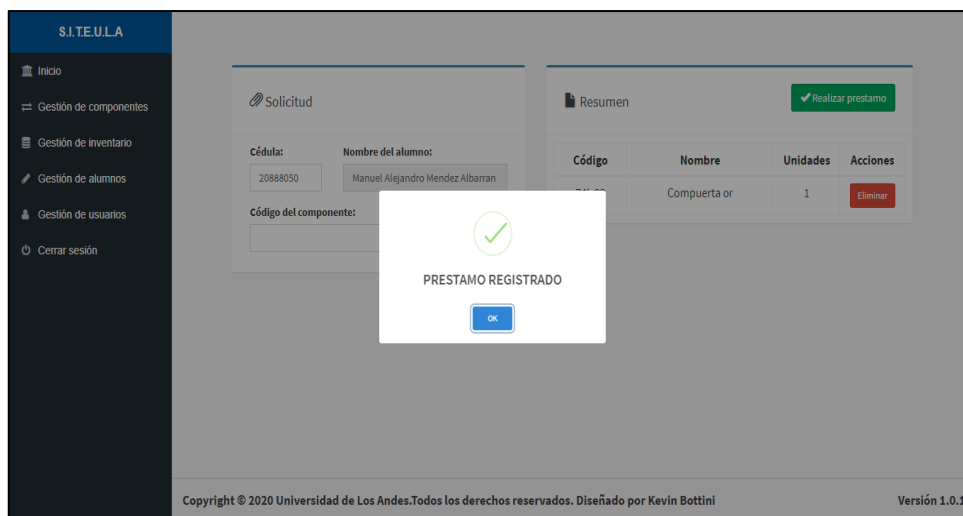 S.I.T.E.U.L.A
Inicio
Gestión de componentes
Gestión de inventario
Gestión de alumnos
Gestión de usuarios
Cerrar sesión
Solicitud
Cédula:
Nombre del alumno:
20888050
Manuel Alejandro Mendez Albarran
Código del componente:
Resumen
Realizar prestamo
Código Nombre Unidades Acciones
Compuerta or 1 Eliminar
PRESTAMO REGISTRADO
OK
Copyright © 2020 Universidad de Los Andes.Todos los derechos reservados. Diseñado por Kevin Bottini
Versión 1.0.1